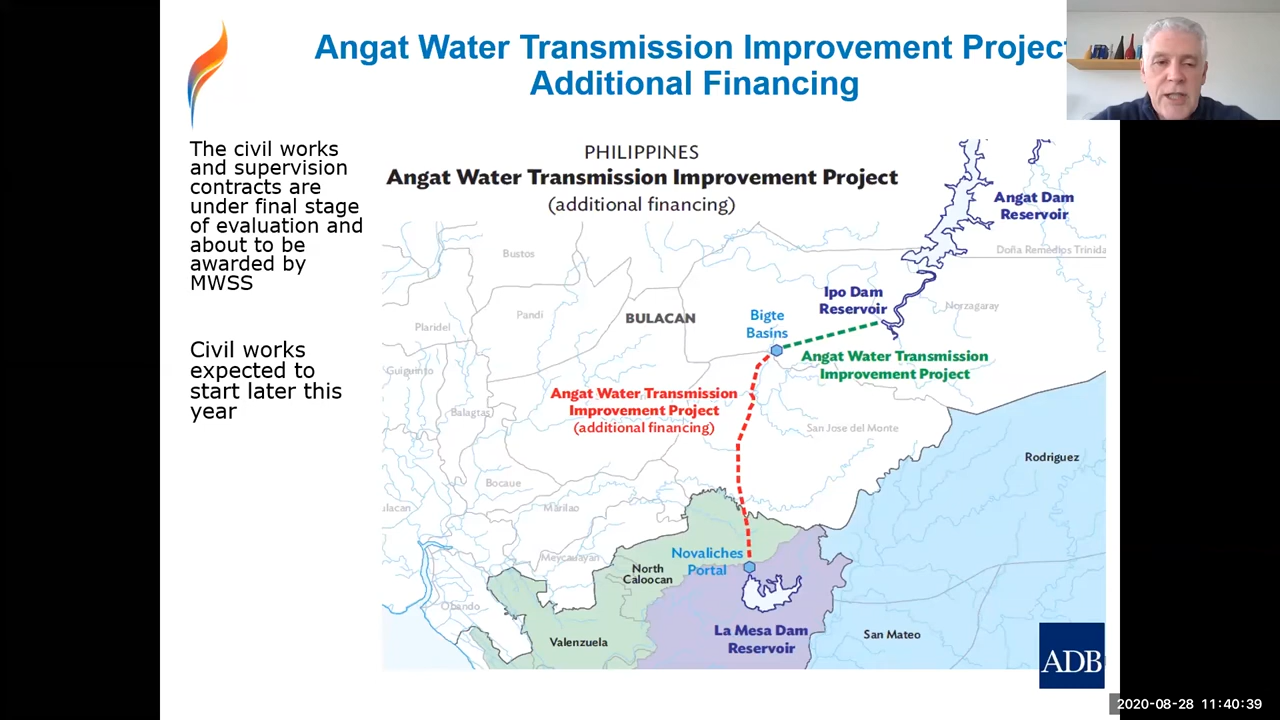 Angat Water Transmission Improvement Project
Additional Financing
The civil works
and supervision
contracts are
under final stage
of evaluation and
about to be
awarded by
MWSS
Civil works
expected to
start later this
year
PHILIPPINES
Angat Water Transmission Improvement Project
(additional financing)
Angat Dam
Reservoir
Doña Remedios Trinida
Bustos
Ipo Dam
Reservoir
Norzagaray
Pandi
BULACAN
Bigte
Basins
Plaridel
Angat Water Transmission
Improvement Project
Guiguinto
Angat Water Transmission
Improvement Project
(additional financing)
Balagtas
San Jose del Monte
Rodriguez
Bocaue
ulacan
Marilao
Meycauayan
Novaliches
Portal
North
Caloocan
Obando
Valenzuela
La Mesa Dam
Reservoir
San Mateo
ADB
2020-08-28 11:40:39